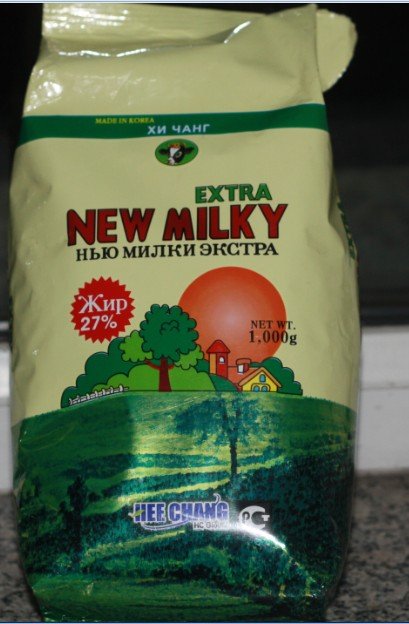 MADE IN KOREA
ХИ ЧАНГ
EXTRA
NEW MILKY
НЬЮ МИЛКИ ЭКСТРА
Жир
27%
NET WT.
1,000g
HEE CHANG